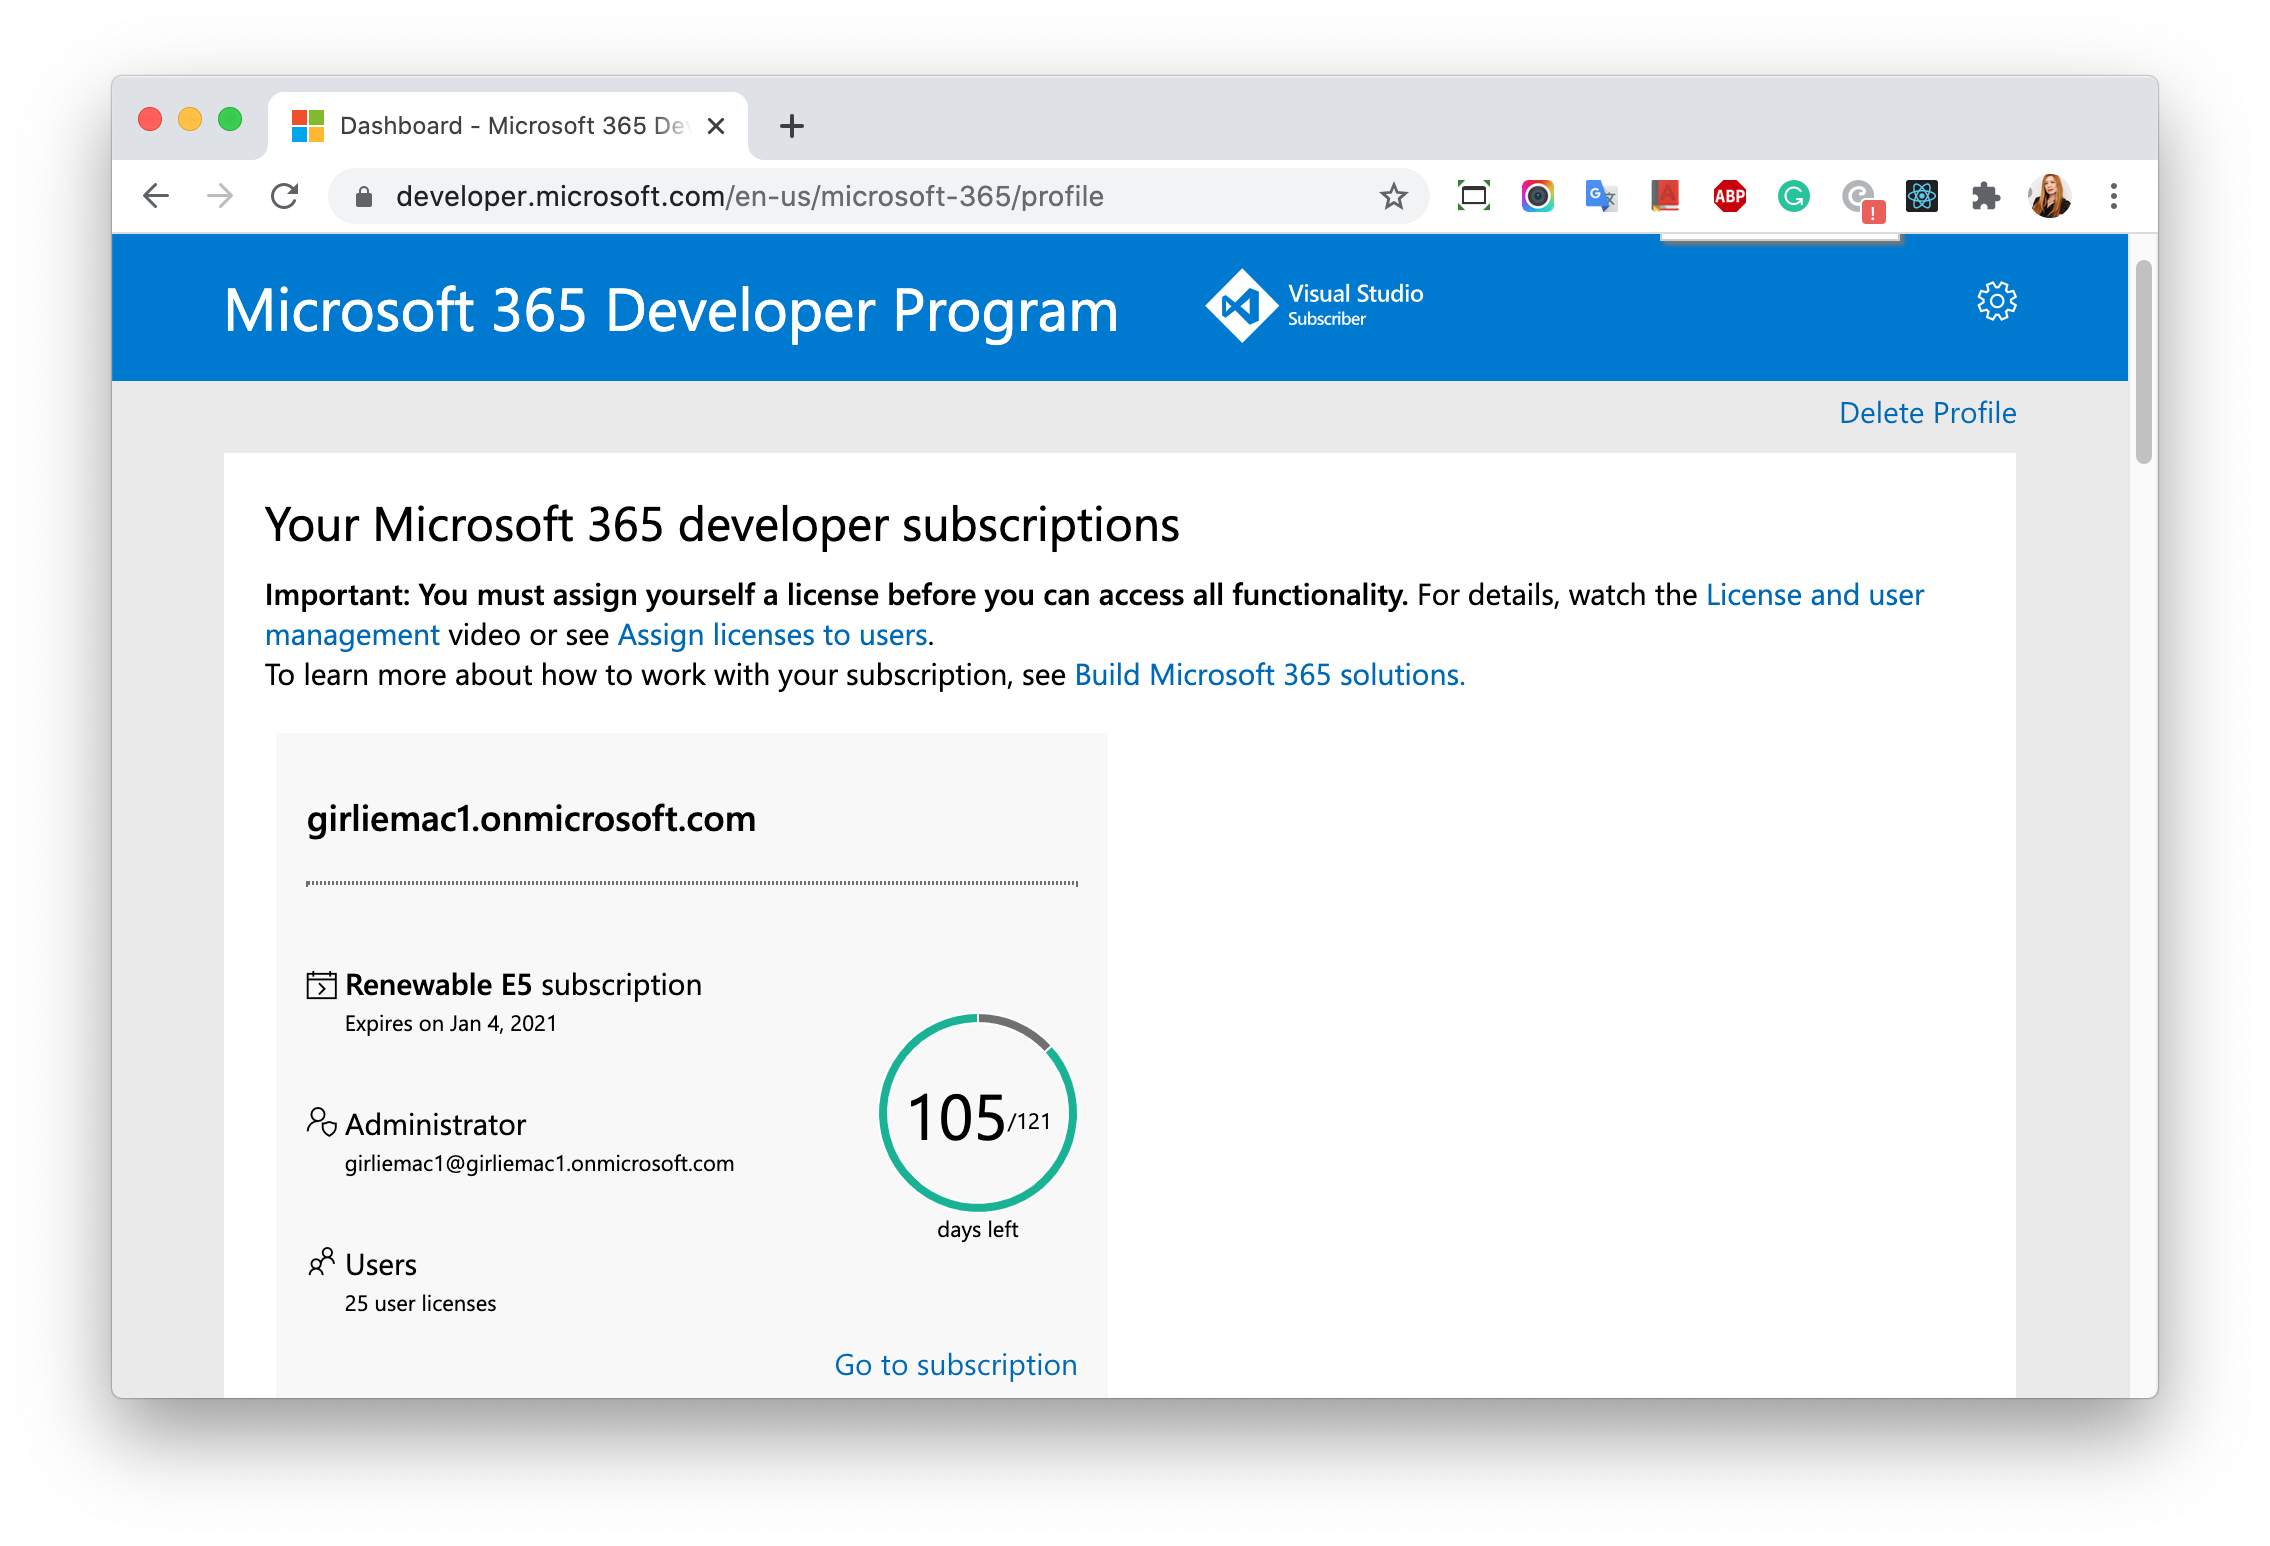 Dashboard - Microsoft 365 De
developer.microsoft.com/en-us/microsoft-365/profile
ABP
Microsoft 365 Developer Program
Visual Studio
Subscriber
Delete Profile
Your Microsoft 365 developer subscriptions
Important: You must assign yourself a license before you can access all functionality. For details, watch the License and user
management video or see Assign licenses to users.
To learn more about how to work with your subscription, see Build Microsoft 365 solutions.
girliemac1.onmicrosoft.com
Renewable E5 subscription
Expires on Jan 4, 2021
Administrator
girliemac1@girliemac1.onmicrosoft.com
105/121
days left
Users
25 user licenses
Go to subscription